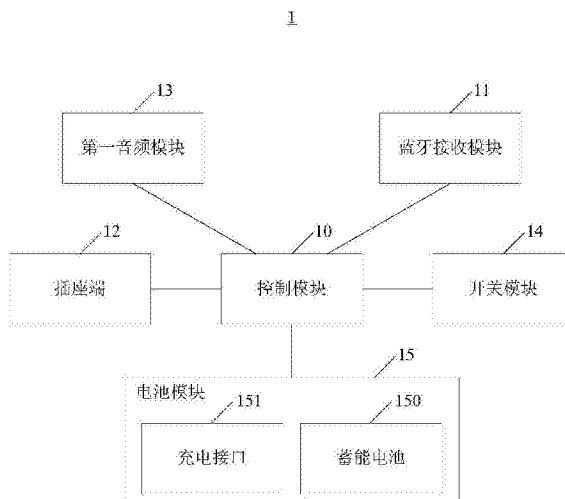 1
13
11
第一音频模块
蓝牙接收模块
12
10
14
插座端
控制模块
开关模块
15
电池模块
151
150
充电接口
蓄能电池